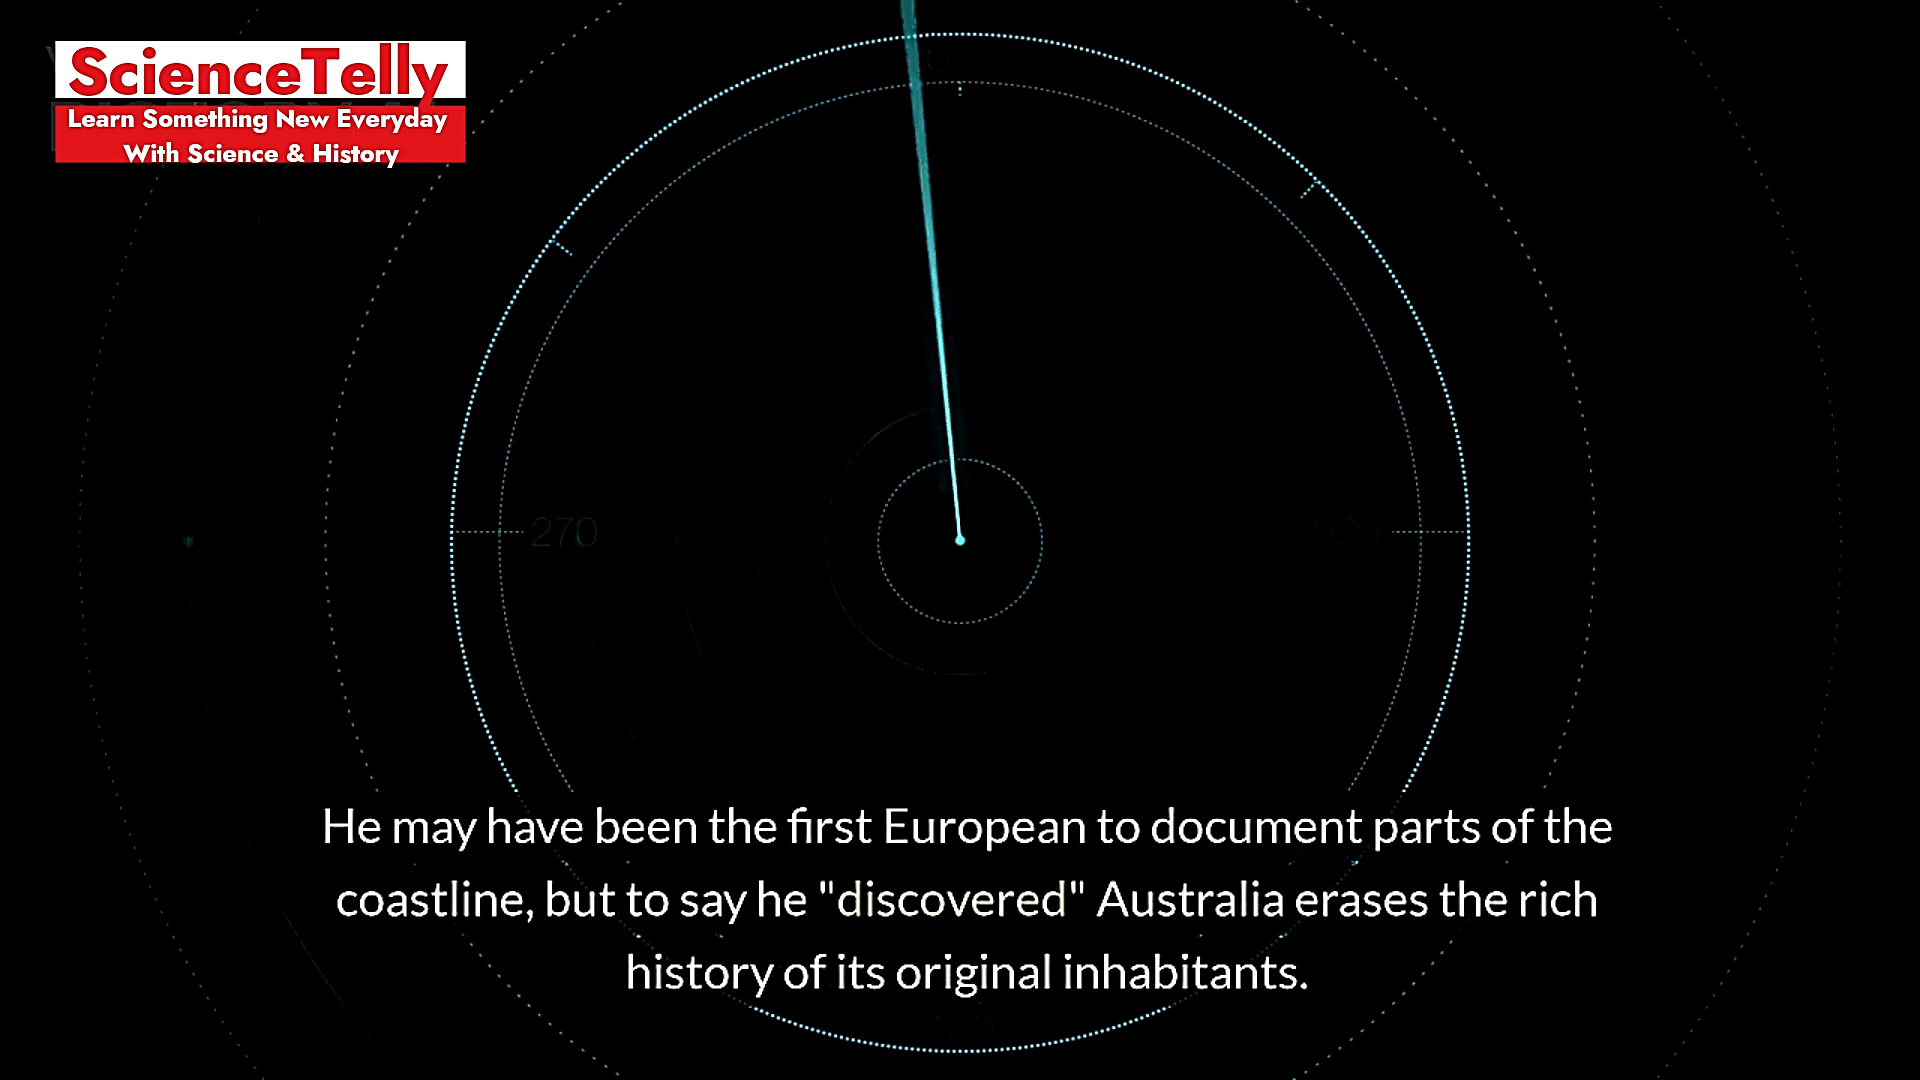 ScienceTelly
Learn Something New Everyday
With Science & History
270
He may have been the first European to document parts of the
coastline, but to say he "discovered" Australia erases the rich
history of its original inhabitants.